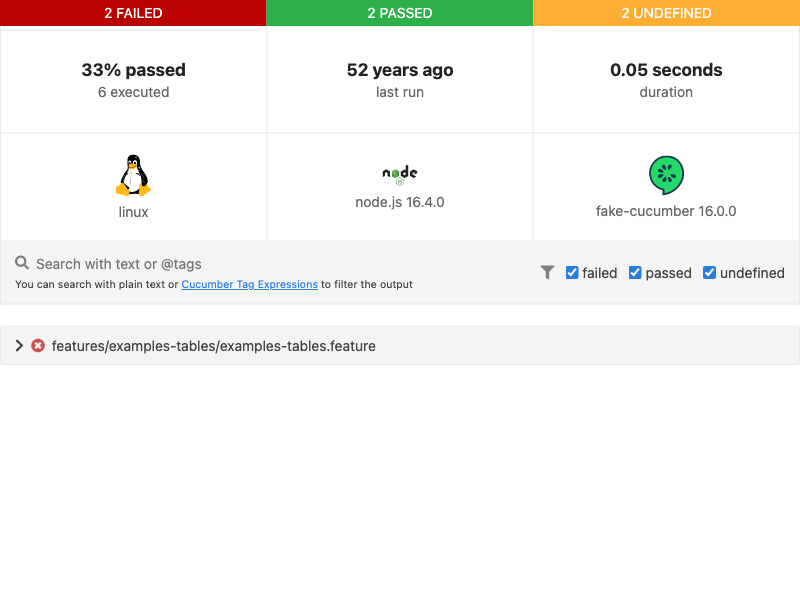 2 FAILED
2 PASSED
2 UNDEFINED
33% passed
6 executed
52 years ago
last run
0.05 seconds
duration
linux
node
node.js 16.4.0
fake-cucumber 16.0.0
Search with text or @tags
You can search with plain text or Cucumber Tag Expressions to filter the output
failed
passed
undefined
features/examples-tables/examples-tables.feature